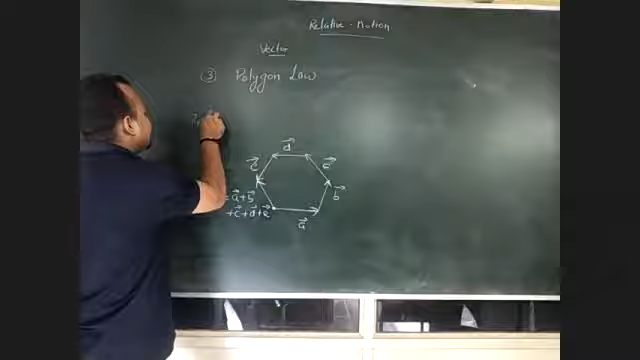 Relative - Motion
Vector
③ Polygon Law
d⃗
e⃗
c⃗
= a⃗ + b⃗
b⃗
+ c⃗ + d⃗ + e⃗
a⃗